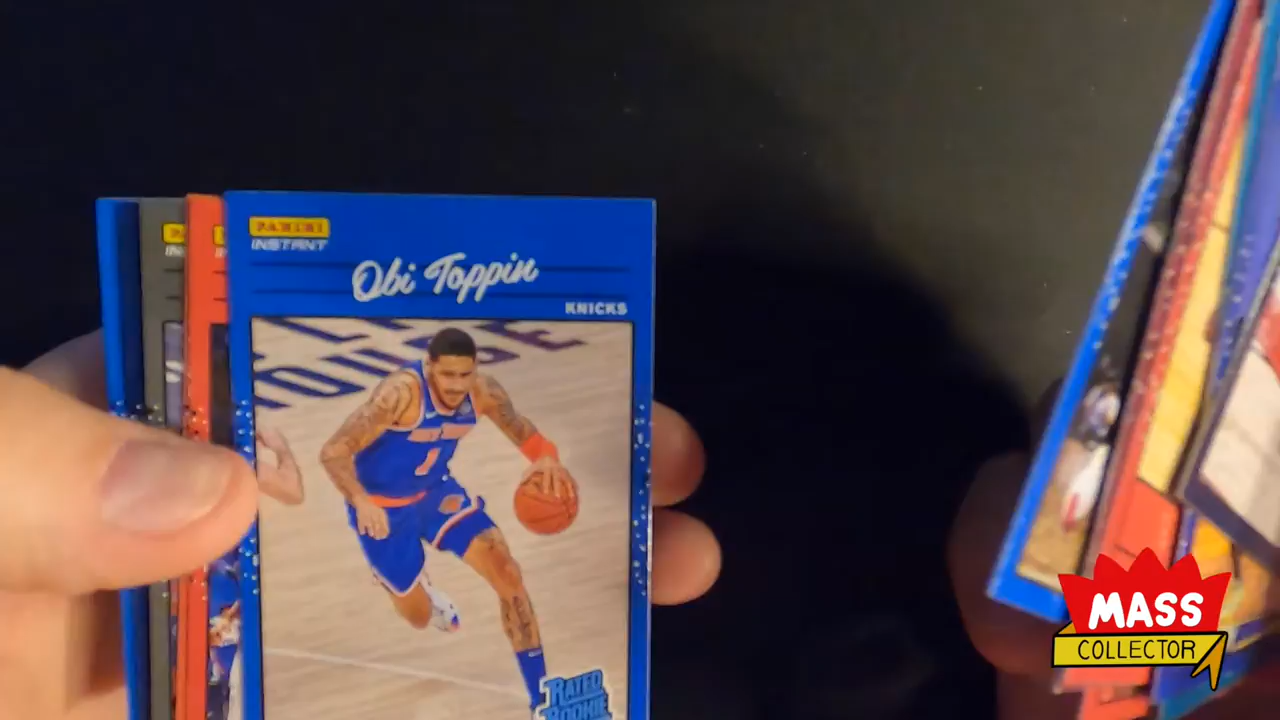 PANINI
INSTANT
Obi Toppin
KNICKS
RATED
ROOKIE
MASS
COLLECTOR